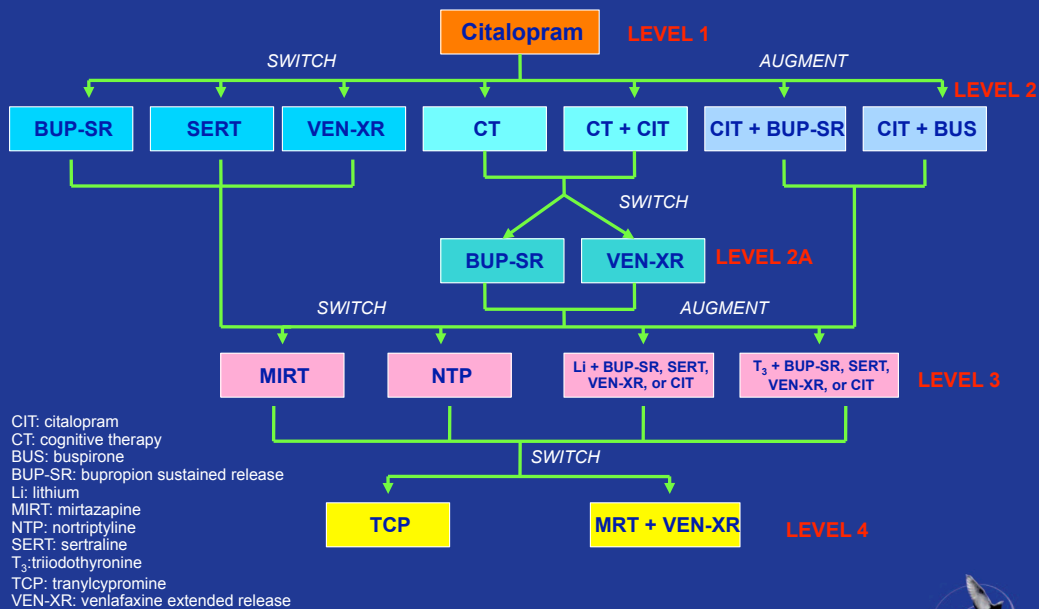 Citalopram
LEVEL 1
SWITCH
AUGMENT
LEVEL 2
BUP-SR
SERT
VEN-XR
CT
CT + CIT
CIT + BUP-SR
CIT + BUS
SWITCH
BUP-SR
VEN-XR
LEVEL 2A
SWITCH
AUGMENT
MIRT
NTP
Li + BUP-SR, SERT,
VEN-XR, or CIT
T₃ + BUP-SR, SERT,
VEN-XR, or CIT
LEVEL 3
SWITCH
TCP
MRT + VEN-XR
LEVEL 4
CIT: citalopram
CT: cognitive therapy
BUS: buspirone
BUP-SR: bupropion sustained release
Li: lithium
MIRT: mirtazapine
NTP: nortriptyline
SERT: sertraline
T₃:triiodothyronine
TCP: tranylcypromine
VEN-XR: venlafaxine extended release